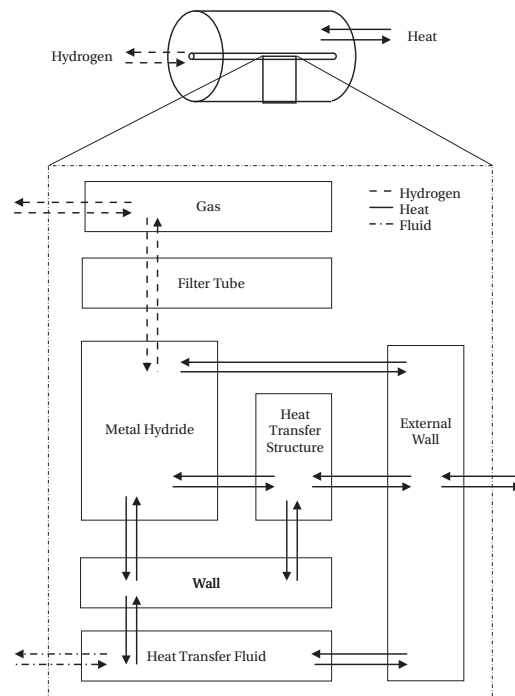 Heat
Hydrogen
Gas
Hydrogen
Heat
Fluid
Filter Tube
Metal Hydride
Heat
Transfer
Structure
External
Wall
Wall
Heat Transfer Fluid